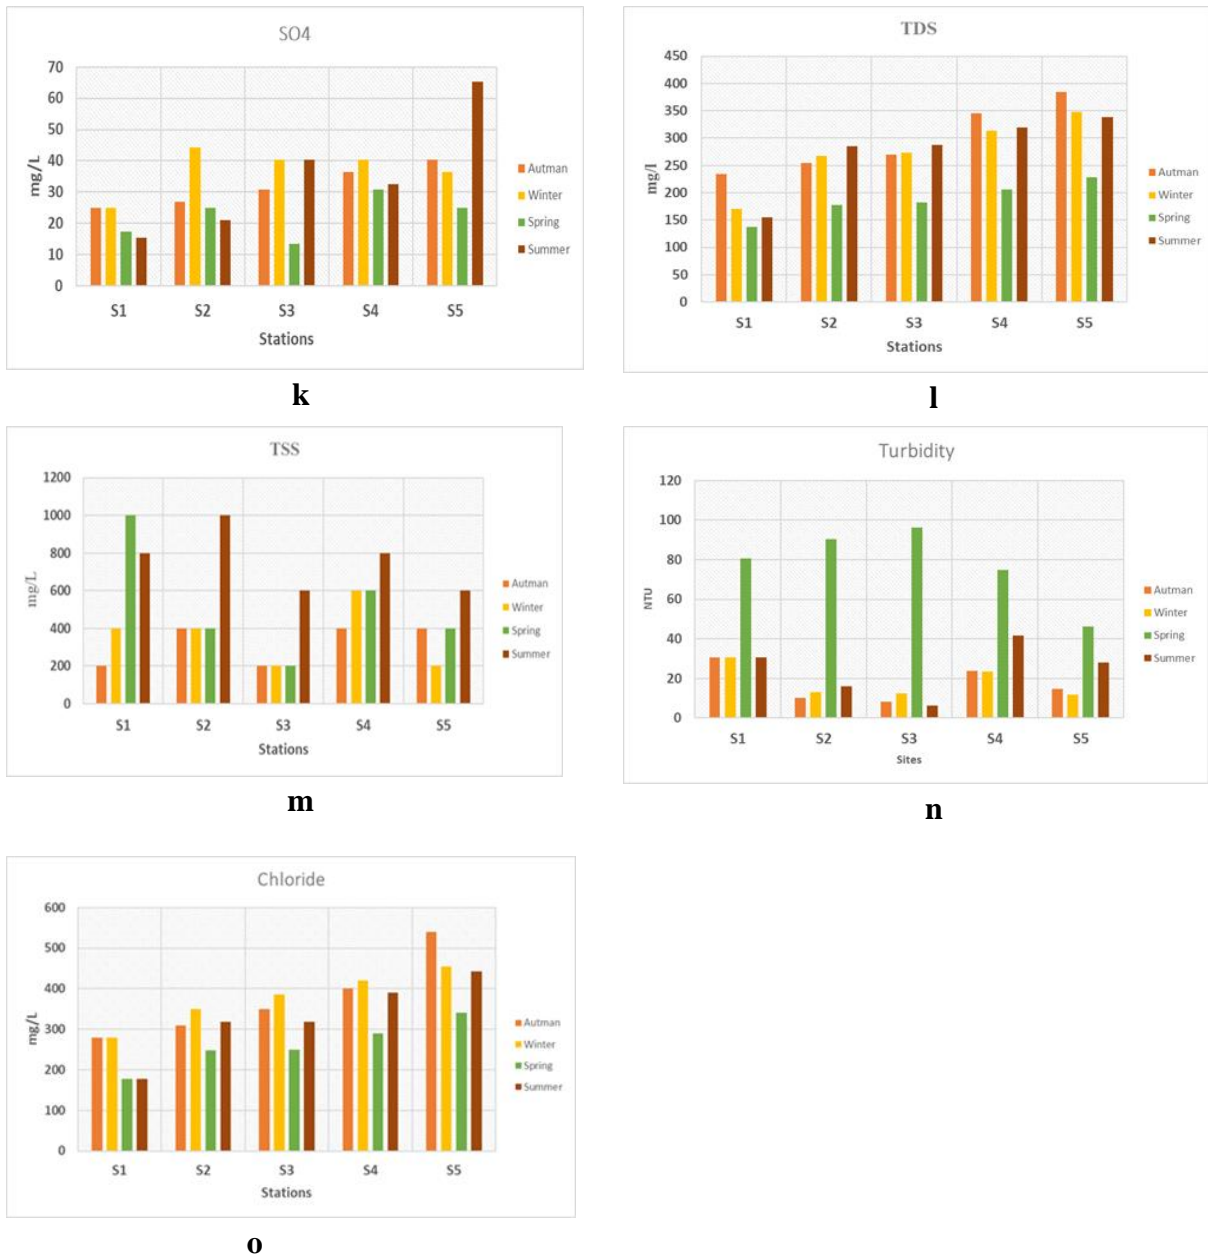 SO4
70
60
50
40
30
20
10
0
mg/L
S1 S2 S3 S4 S5
Stations
Autman
Winter
Spring
Summer
k
TDS
450
400
350
300
250
200
150
100
50
0
mg/l
S1 S2 S3 S4 S5
Stations
Autman
Winter
Spring
Summer
l
TSS
1200
1000
800
600
400
200
0
mg/L
S1 S2 S3 S4 S5
Stations
Autman
Winter
Spring
Summer
m
Turbidity
120
100
80
60
40
20
0
NTU
S1 S2 S3 S4 S5
Sites
Autman
Winter
Spring
Summer
n
Chloride
600
500
400
300
200
100
0
mg/L
S1 S2 S3 S4 S5
Stations
Autman
Winter
Spring
Summer
o